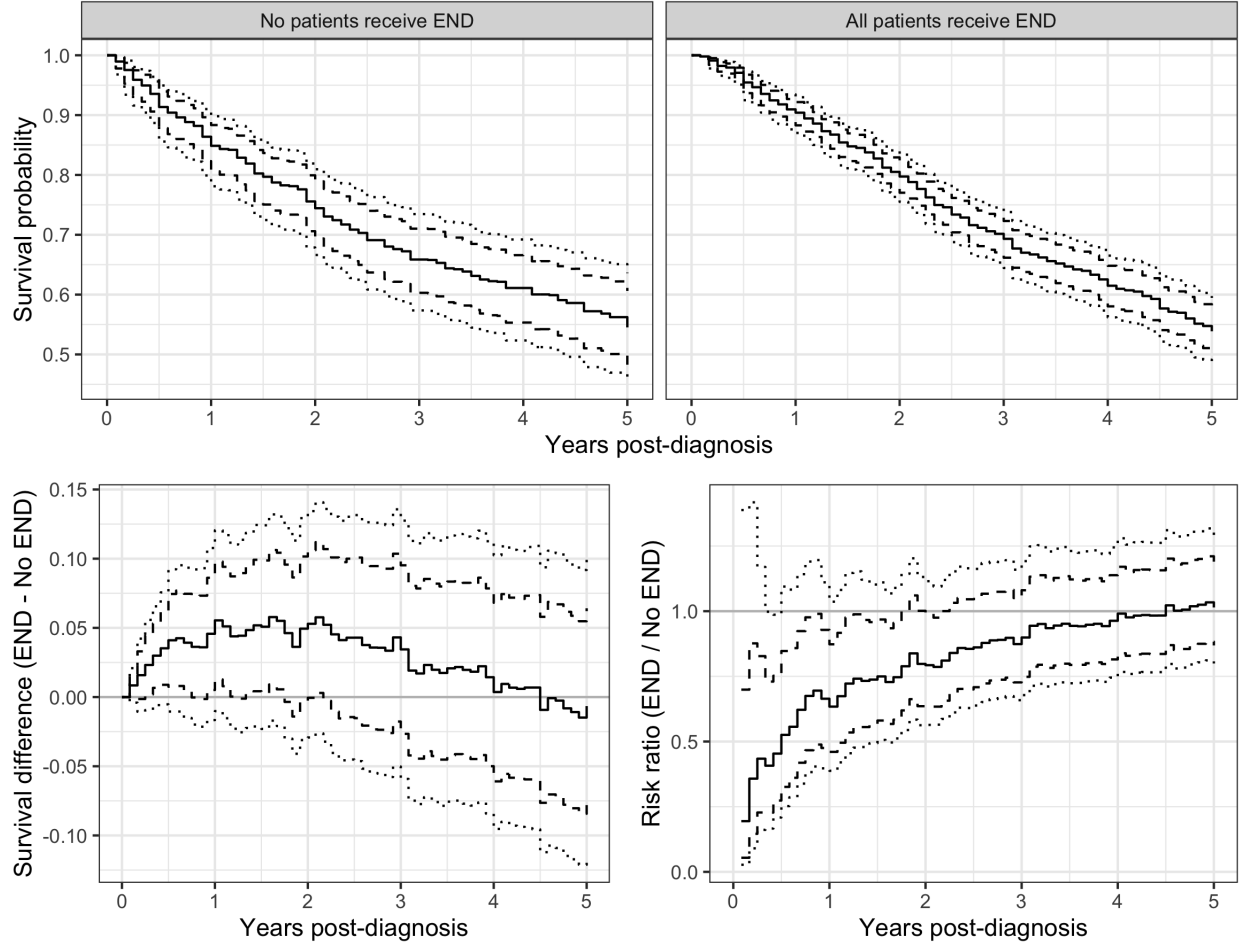 No patients receive END
All patients receive END
Survival probability
1.0
0.9
0.8
0.7
0.6
0.5
0 1 2 3 4 5
0 1 2 3 4 5
Years post-diagnosis
Survival difference (END - No END)
0.15
0.10
0.05
0.00
-0.05
-0.10
0 1 2 3 4 5
Years post-diagnosis
Risk ratio (END / No END)
1.0
0.5
0.0
0 1 2 3 4 5
Years post-diagnosis